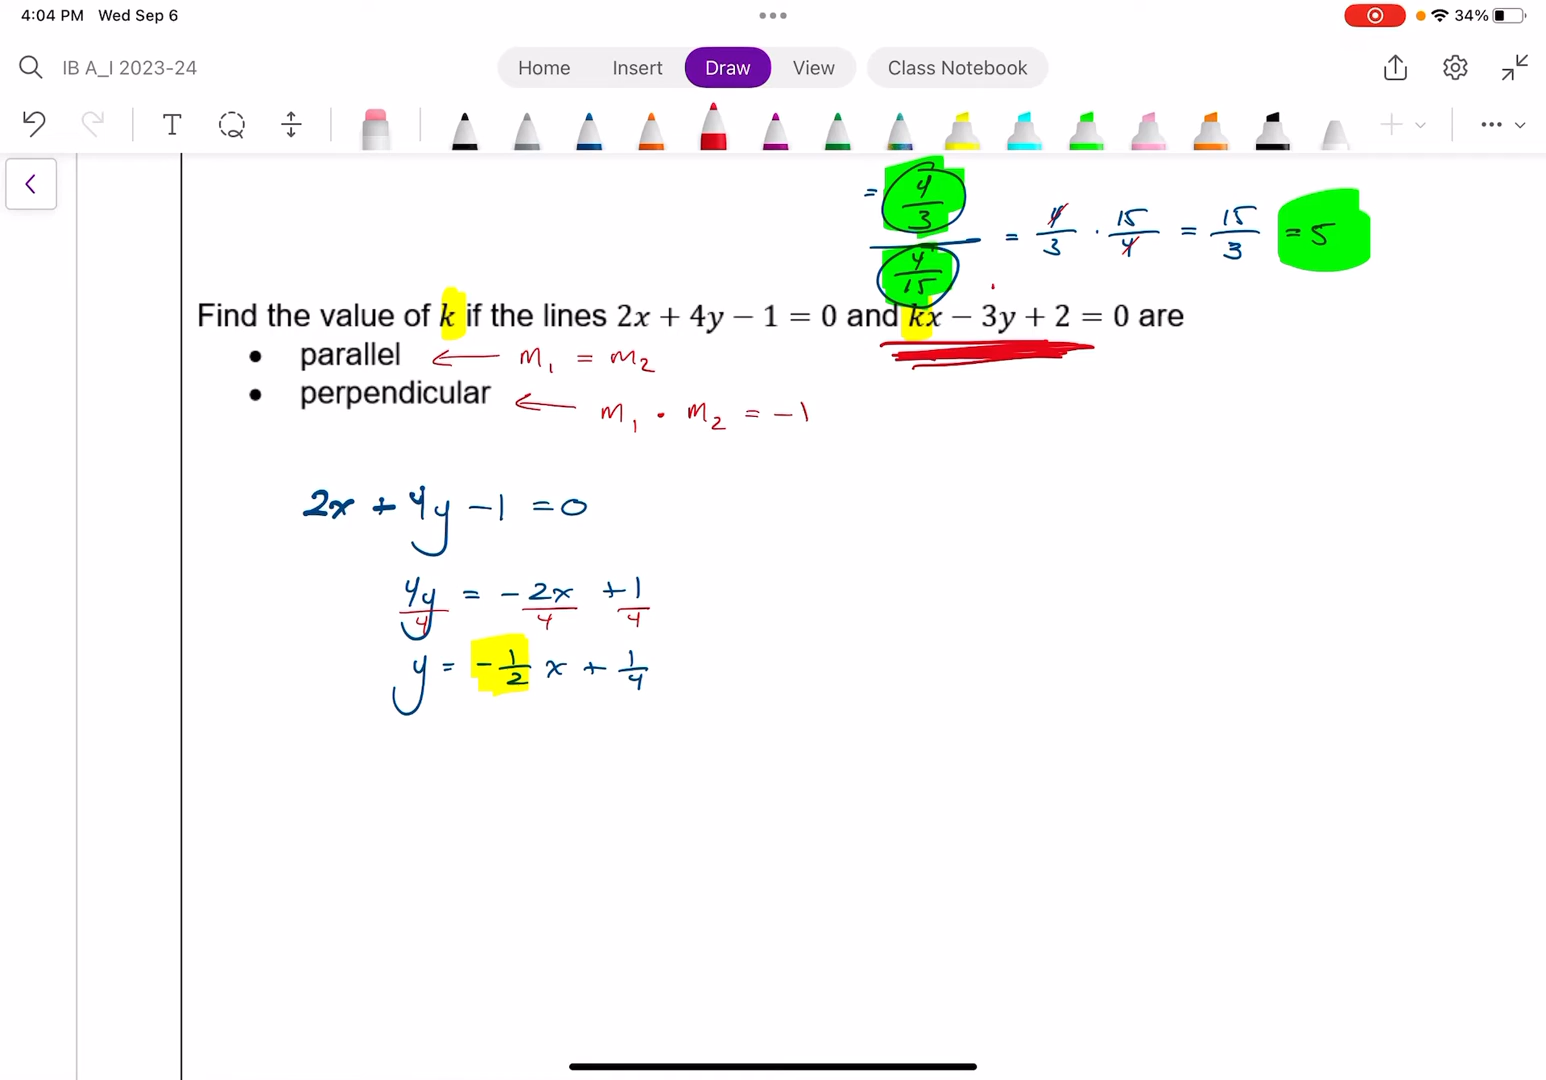 4:04 PM Wed Sep 6
34%
IB A_I 2023-24
Home Insert Draw View Class Notebook
T
= 4/3 / 4/15 = 4/3 · 15/4 = 15/3 = 5
Find the value of k if the lines 2x + 4y − 1 = 0 and kx − 3y + 2 = 0 are
• parallel ← m₁ = m₂
• perpendicular ← m₁ · m₂ = −1
2x + 4y − 1 = 0
4y/4 = −2x/4 + 1/4
y = −1/2 x + 1/4